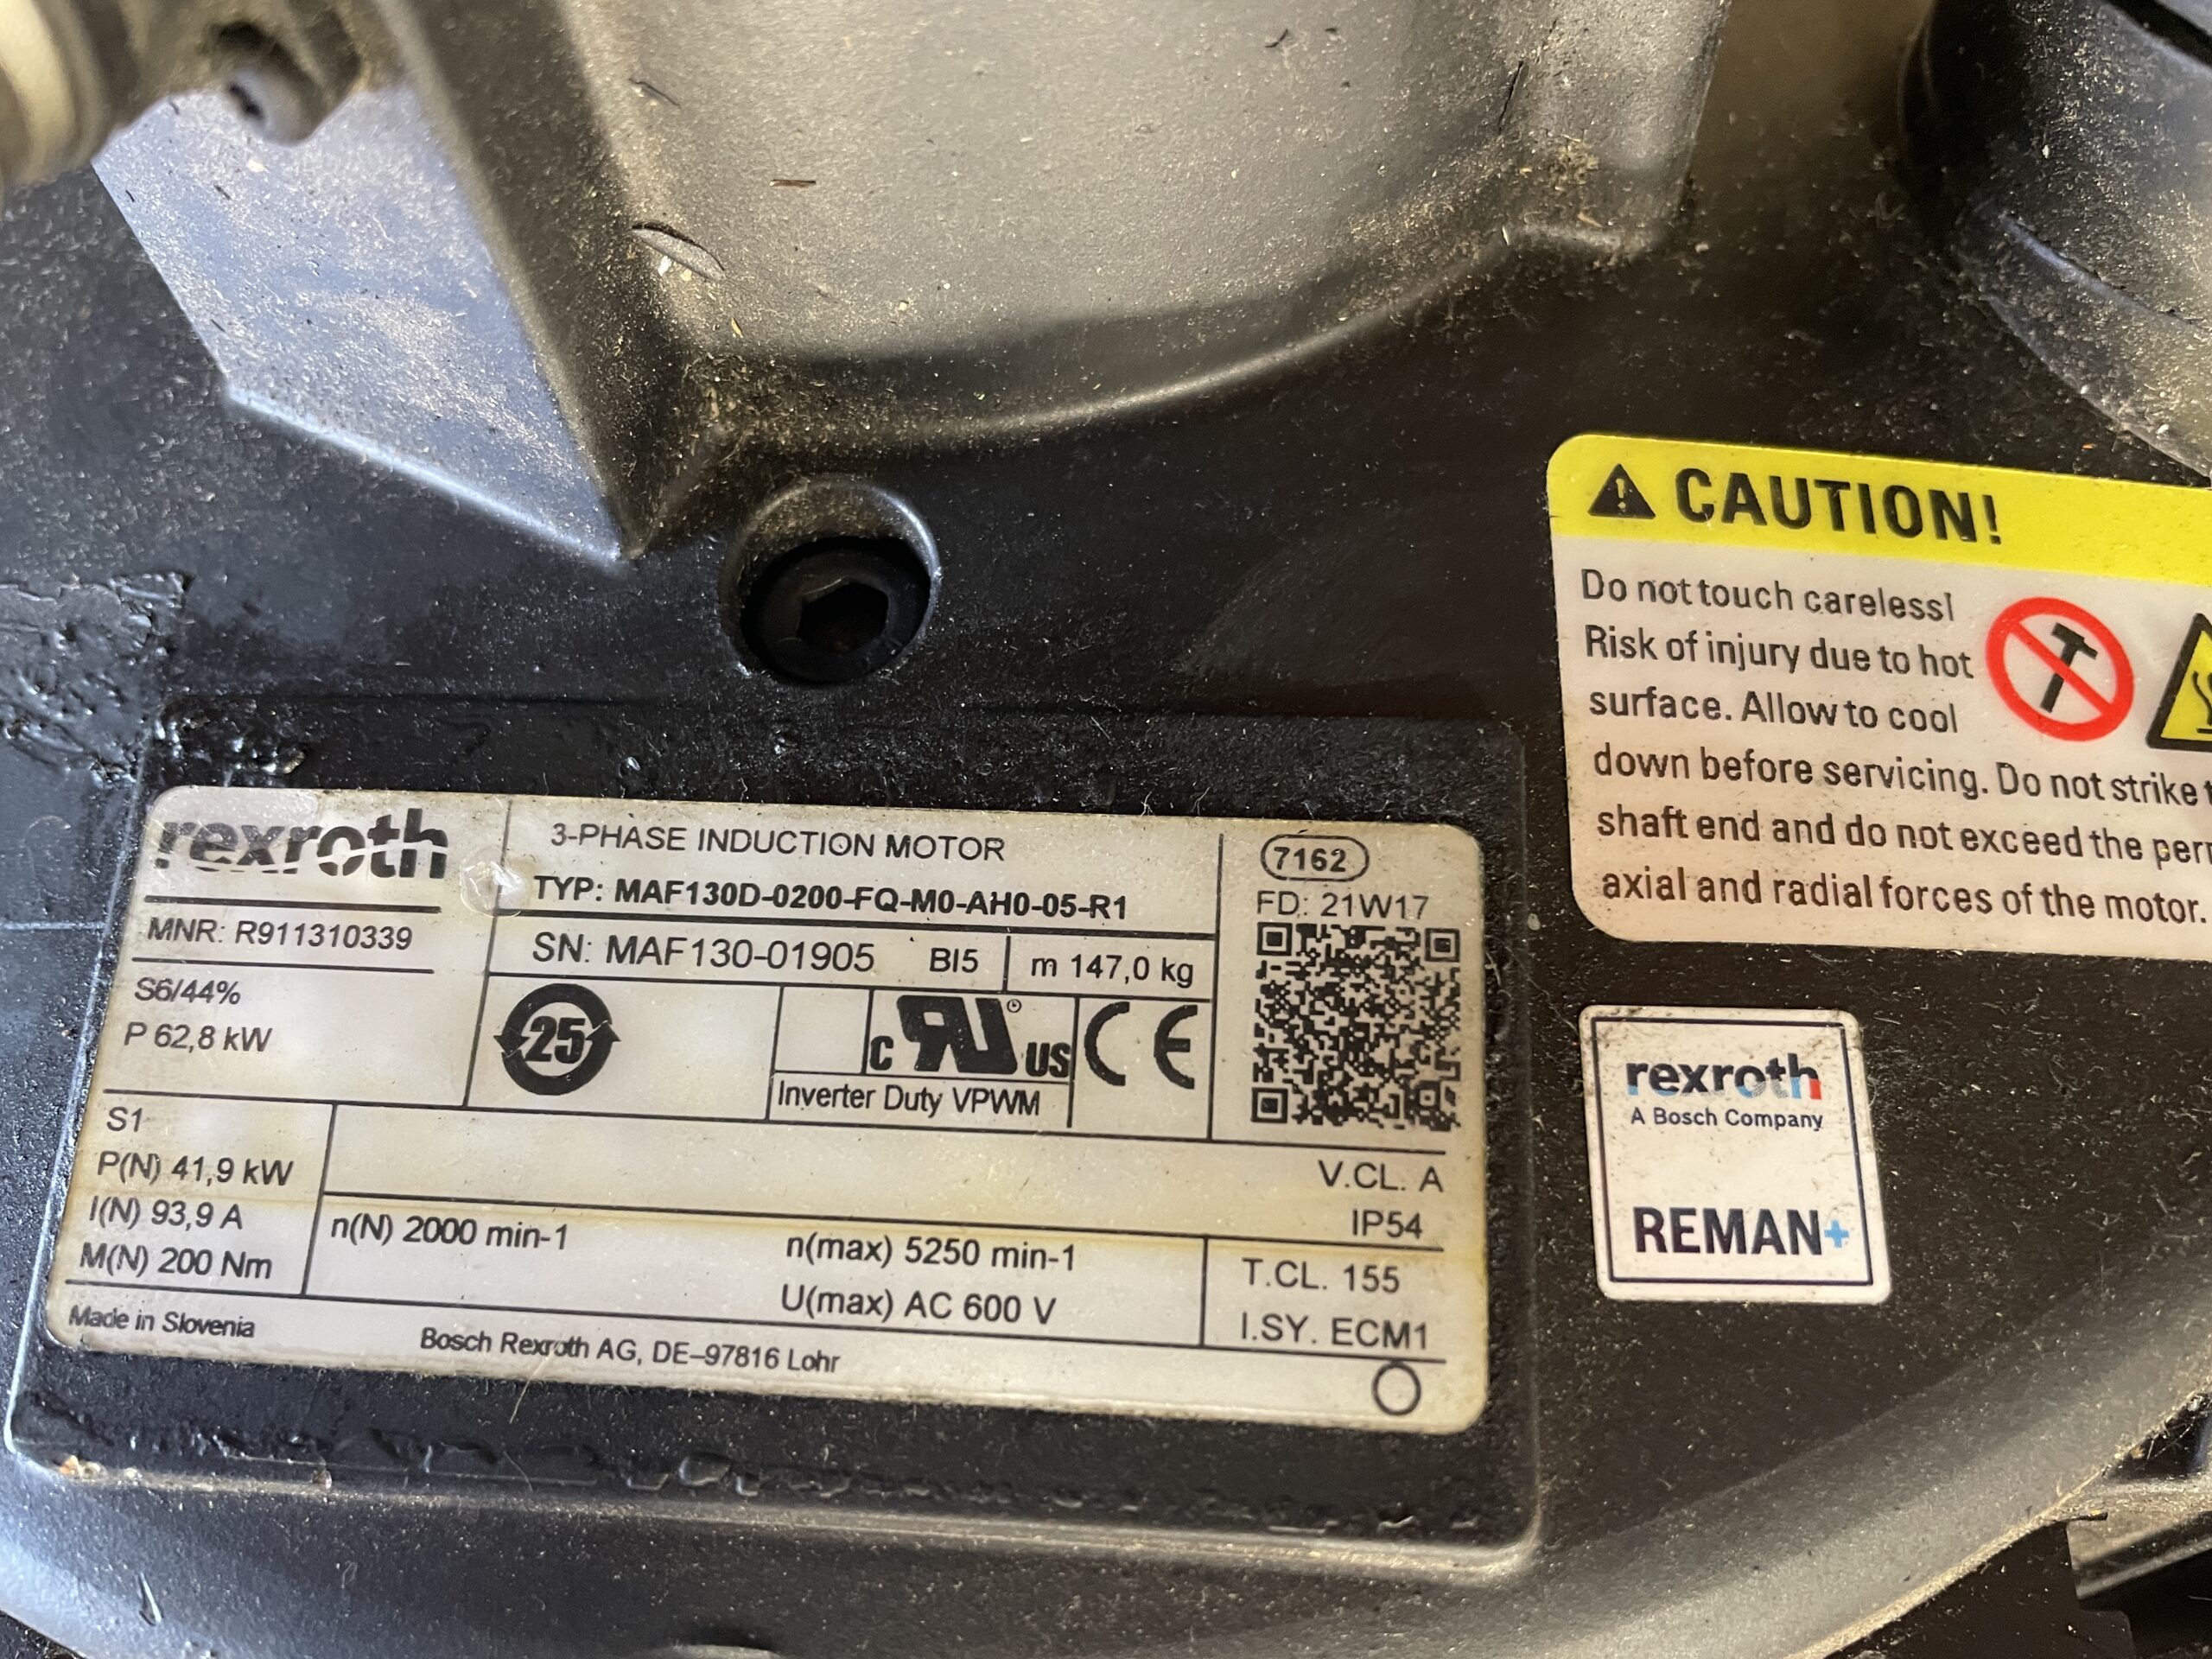 CAUTION!
Do not touch careless!
Risk of injury due to hot
surface. Allow to cool
down before servicing. Do not strike
shaft end and do not exceed the
axial and radial forces of the motor.
rexroth
3-PHASE INDUCTION MOTOR
7162
TYP: MAF130D-0200-FQ-M0-AH0-05-R1
FD: 21W17
MNR: R911310339
SN: MAF130-01905 BI5 m 147,0 kg
S6/44%
P 62,8 kW
25
c RU ® US CE
Inverter Duty VPWM
S1
P(N) 41,9 kW
V.CL. A
I(N) 93,9 A
IP54
n(N) 2000 min-1 n(max) 5250 min-1
M(N) 200 Nm
T.CL. 155
U(max) AC 600 V
I.SY. ECM1
Made in Slovenia
Bosch Rexroth AG, DE-97816 Lohr
rexroth
A Bosch Company
REMAN+